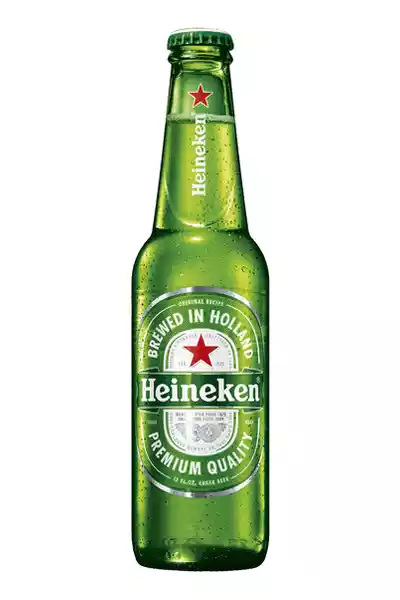 Heineken
ORIGINAL RECIPE
BREWED IN HOLLAND
Heineken®
PREMIUM QUALITY
12 FL.OZ. LAGER BEER